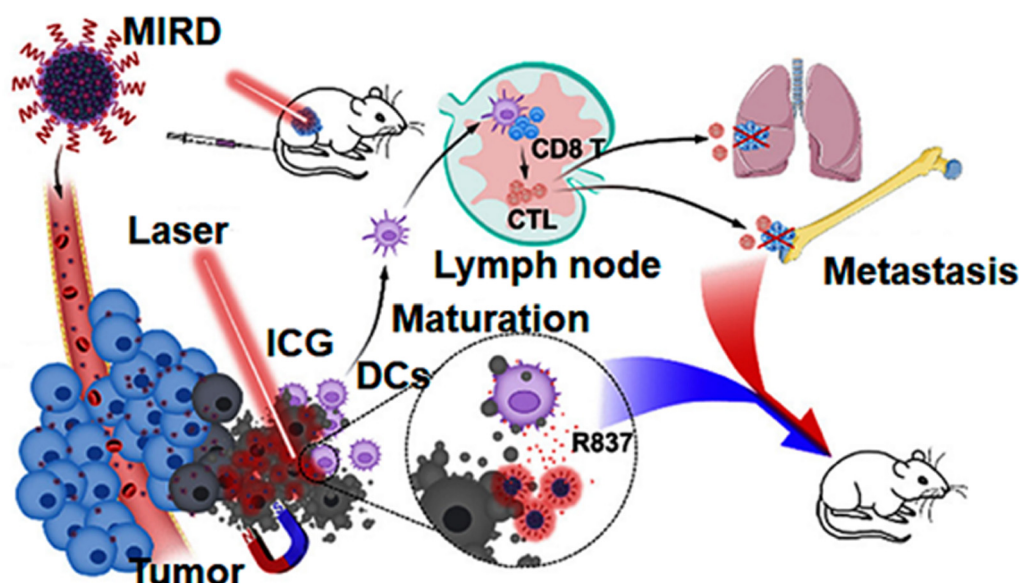 MIRD
CD8 T
CTL
Lymph node
Laser
Metastasis
Maturation
ICG
DCs
R837
Tumor